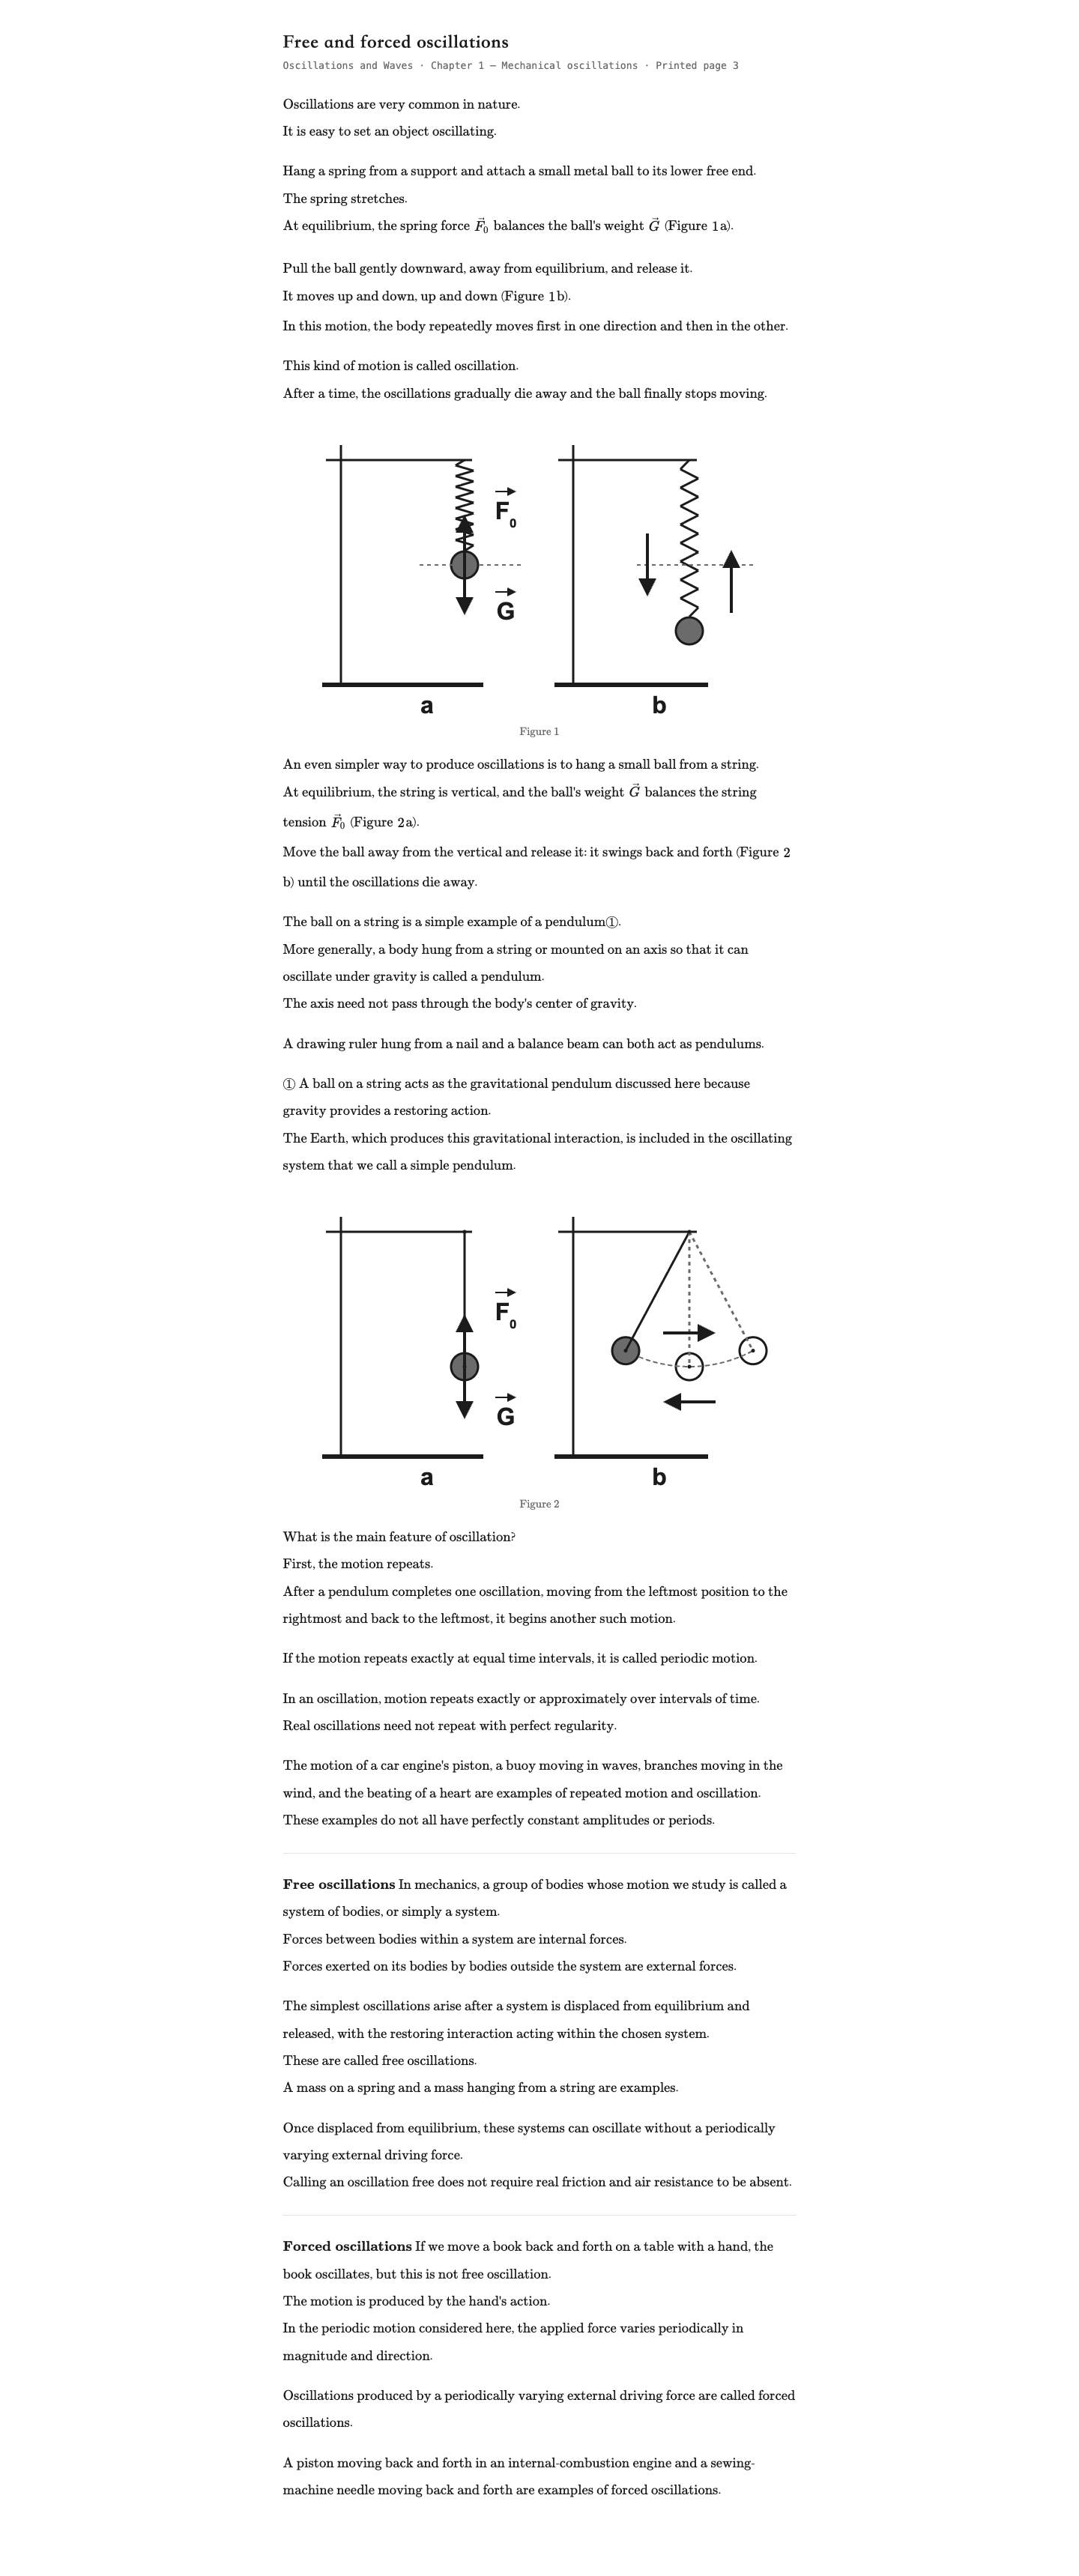 Free and forced oscillations
Oscillations and Waves · Chapter 1 — Mechanical oscillations · Printed page 3
Oscillations are very common in nature.
It is easy to set an object oscillating.
Hang a spring from a support and attach a small metal ball to its lower free end.
The spring stretches.
At equilibrium, the spring force F⃗₀ balances the ball's weight G⃗ (Figure 1a).
Pull the ball gently downward, away from equilibrium, and release it.
It moves up and down, up and down (Figure 1b).
In this motion, the body repeatedly moves first in one direction and then in the other.
This kind of motion is called oscillation.
After a time, the oscillations gradually die away and the ball finally stops moving.
F⃗₀
G⃗
a
b
Figure 1
An even simpler way to produce oscillations is to hang a small ball from a string.
At equilibrium, the string is vertical, and the ball's weight G⃗ balances the string
tension F⃗₀ (Figure 2a).
Move the ball away from the vertical and release it: it swings back and forth (Figure 2
b) until the oscillations die away.
The ball on a string is a simple example of a pendulum①.
More generally, a body hung from a string or mounted on an axis so that it can
oscillate under gravity is called a pendulum.
The axis need not pass through the body's center of gravity.
A drawing ruler hung from a nail and a balance beam can both act as pendulums.
① A ball on a string acts as the gravitational pendulum discussed here because
gravity provides a restoring action.
The Earth, which produces this gravitational interaction, is included in the oscillating
system that we call a simple pendulum.
F⃗₀
G⃗
a
b
Figure 2
What is the main feature of oscillation?
First, the motion repeats.
After a pendulum completes one oscillation, moving from the leftmost position to the
rightmost and back to the leftmost, it begins another such motion.
If the motion repeats exactly at equal time intervals, it is called periodic motion.
In an oscillation, motion repeats exactly or approximately over intervals of time.
Real oscillations need not repeat with perfect regularity.
The motion of a car engine's piston, a buoy moving in waves, branches moving in the
wind, and the beating of a heart are examples of repeated motion and oscillation.
These examples do not all have perfectly constant amplitudes or periods.
Free oscillations In mechanics, a group of bodies whose motion we study is called a
system of bodies, or simply a system.
Forces between bodies within a system are internal forces.
Forces exerted on its bodies by bodies outside the system are external forces.
The simplest oscillations arise after a system is displaced from equilibrium and
released, with the restoring interaction acting within the chosen system.
These are called free oscillations.
A mass on a spring and a mass hanging from a string are examples.
Once displaced from equilibrium, these systems can oscillate without a periodically
varying external driving force.
Calling an oscillation free does not require real friction and air resistance to be absent.
Forced oscillations If we move a book back and forth on a table with a hand, the
book oscillates, but this is not free oscillation.
The motion is produced by the hand's action.
In the periodic motion considered here, the applied force varies periodically in
magnitude and direction.
Oscillations produced by a periodically varying external driving force are called forced
oscillations.
A piston moving back and forth in an internal-combustion engine and a sewing-
machine needle moving back and forth are examples of forced oscillations.